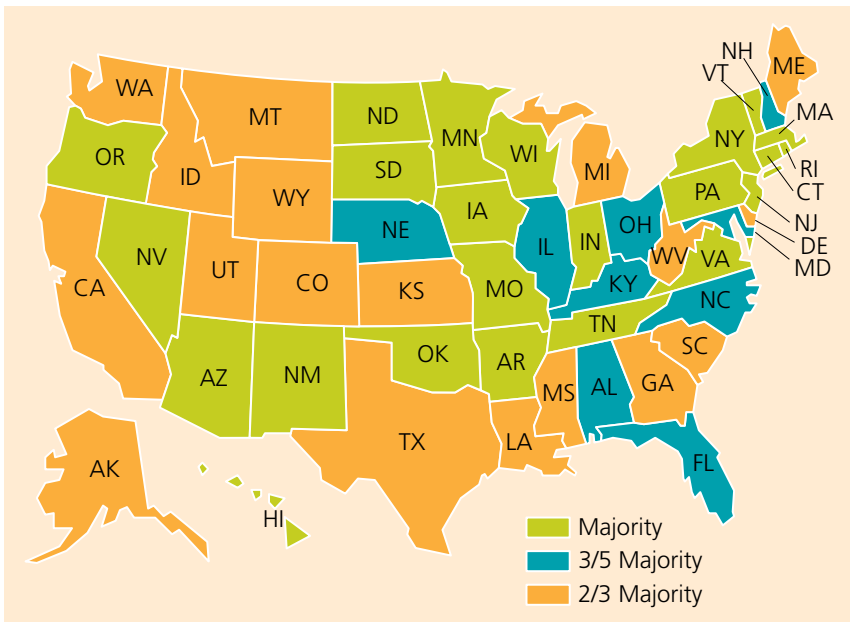 WA
MT
ND
MN
OR
ID
WY
SD
WI
MI
NY
VT
NH
ME
MA
RI
CT
NJ
DE
MD
PA
NE
IA
IL
IN
OH
WV
VA
NV
UT
CO
KS
MO
KY
NC
CA
AZ
NM
OK
AR
TN
SC
MS
AL
GA
TX
LA
FL
AK
HI
Majority
3/5 Majority
2/3 Majority